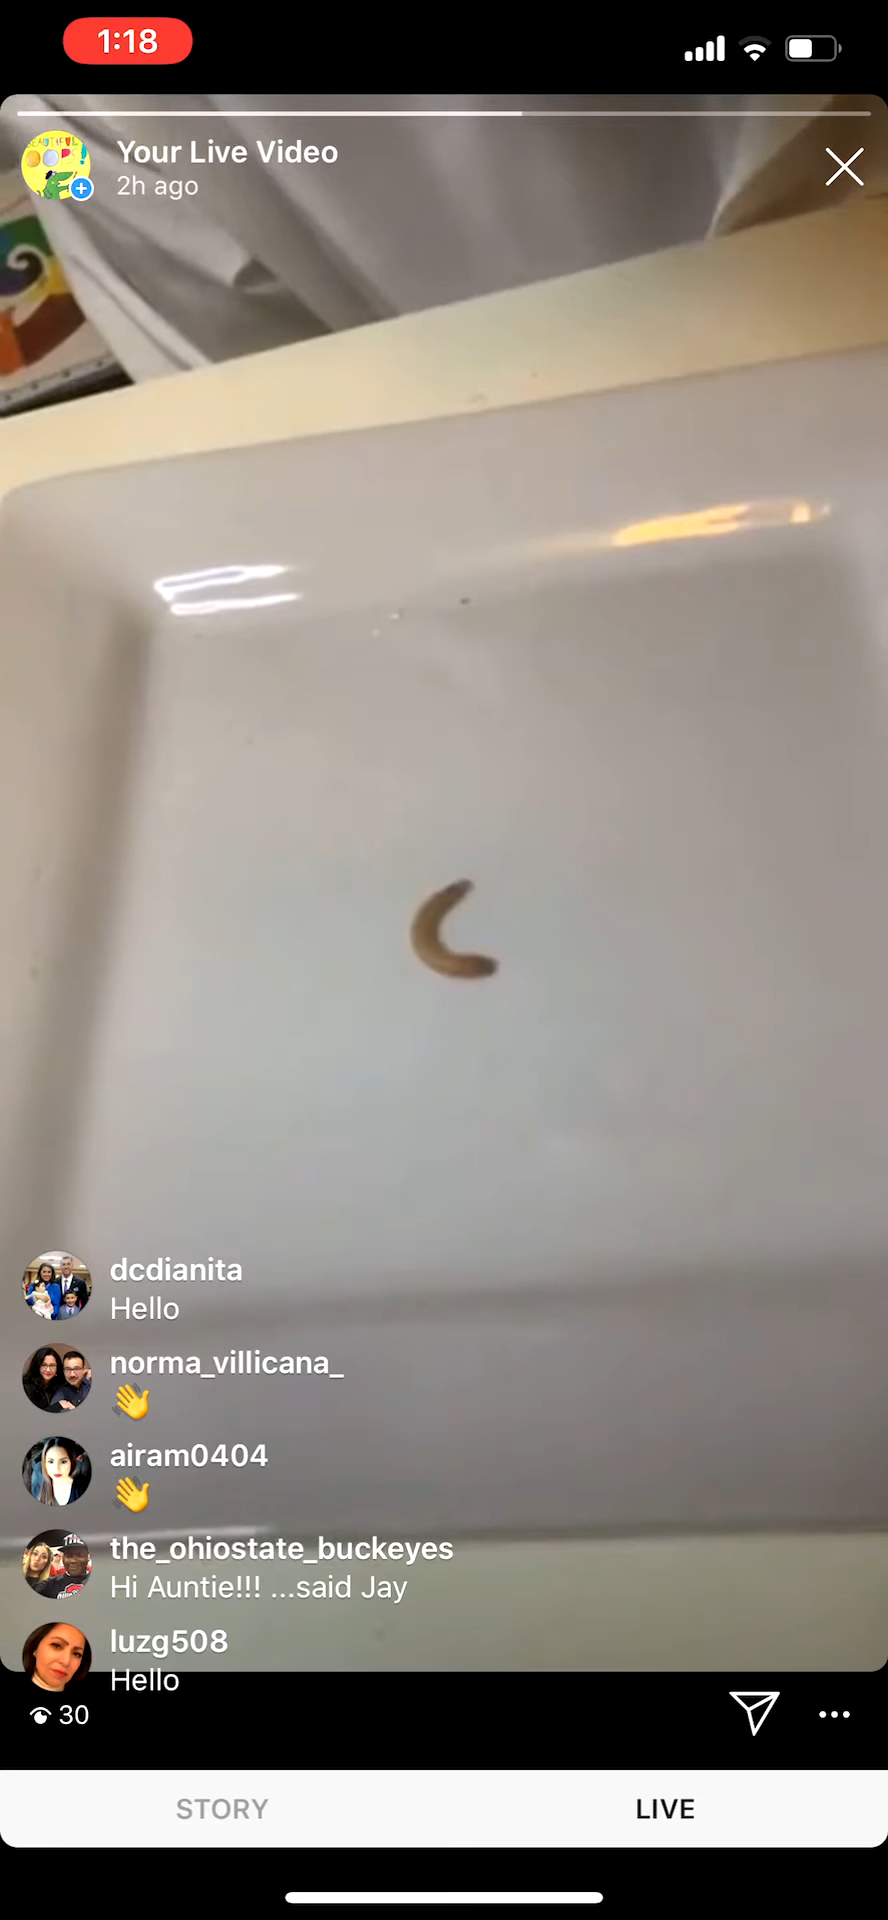 1:18
BEAUTIFUL
Your Live Video
2h ago
dcdianita
Hello
norma_villicana_
airam0404
the_ohiostate_buckeyes
Hi Auntie!!! ...said Jay
luzg508
Hello
30
STORY
LIVE